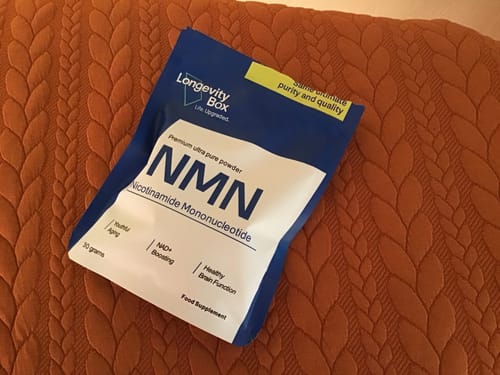 Same ultimate
purity and quality
Longevity
Box
Life. Upgraded.
Premium ultra pure powder
NMN
Nicotinamide Mononucleotide
Youthful
Aging
NAD+
Boosting
Healthy
Brain Function
30 grams
Food Supplement